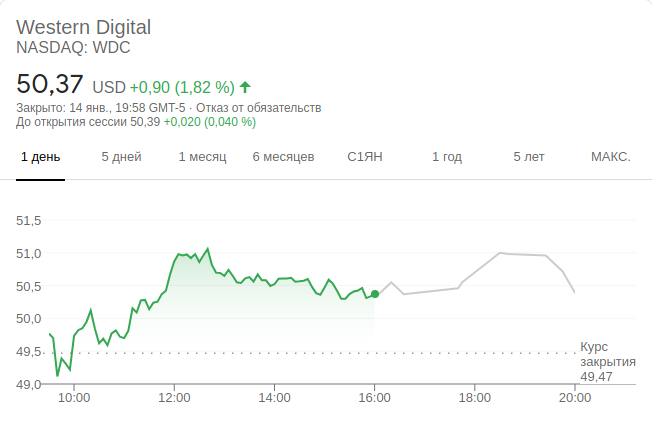 Western Digital
NASDAQ: WDC
50,37 USD +0,90 (1,82 %)
Закрыто: 14 янв., 19:58 GMT-5 · Отказ от обязательств
До открытия сессии 50,39 +0,020 (0,040 %)
1 день 5 дней 1 месяц 6 месяцев С1ЯН 1 год 5 лет МАКС.
51,5
51,0
50,5
50,0
49,5
49,0
Курс
закрытия
49,47
10:00 12:00 14:00 16:00 18:00 20:00